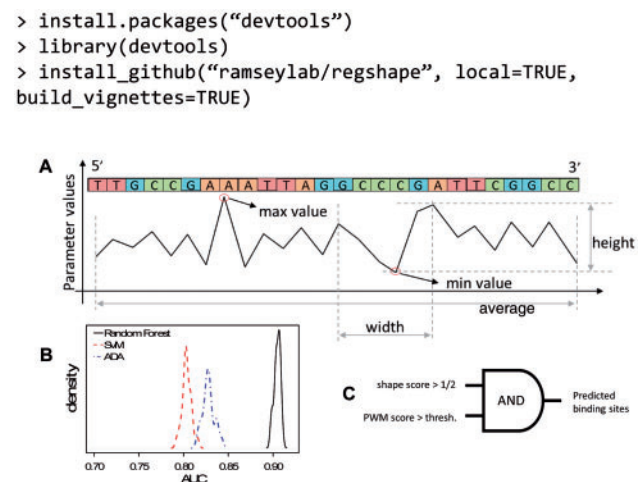 > install.packages(“devtools”)
> library(devtools)
> install_github(“ramseylab/regshape”, local=TRUE,
build_vignettes=TRUE)
A
5′
3′
T T G C C G A A A T T A G G C C C G A T T C G G C C
Parameter values
max value
height
min value
average
width
B
Random Forest
SVM
ADA
density
0.70 0.75 0.80 0.85 0.90
AUC
C
shape score > 1/2
PWM score > thresh.
AND
Predicted
binding sites